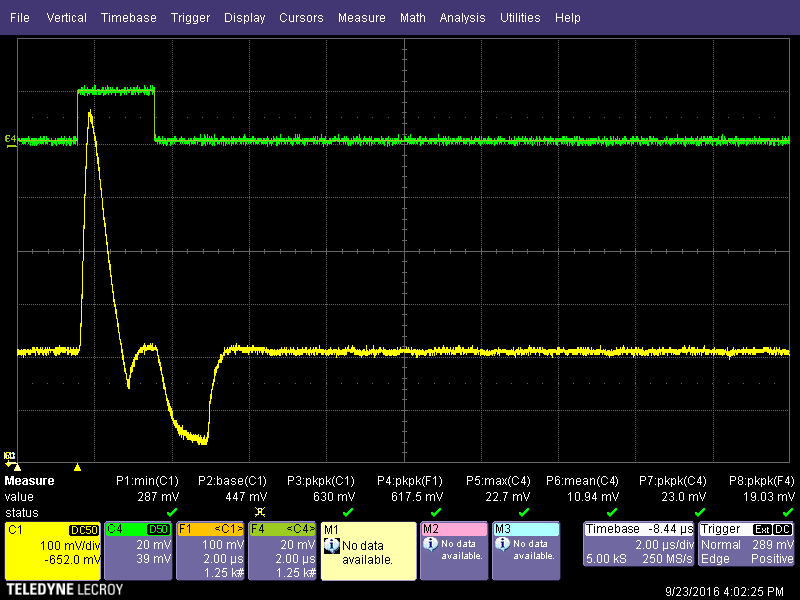 File Vertical Timebase Trigger Display Cursors Measure Math Analysis Utilities Help
C4
Measure P1:min(C1) P2:base(C1) P3:pkpk(C1) P4:pkpk(F1) P5:max(C4) P6:mean(C4) P7:pkpk(C4) P8:pkpk(F4)
value 287 mV 447 mV 630 mV 617.5 mV 22.7 mV 10.94 mV 23.0 mV 19.03 mV
status
C1 DC50 C4 D50 F1 <C1> F4 <C4> M1 M2 M3 Timebase -8.44 µs Trigger Ext DC
100 mV/div 20 mV 100 mV 20 mV No data available. No data available. No data available. 2.00 µs/div Normal 289 mV
-652.0 mV 39 mV 2.00 µs 2.00 µs 5.00 kS 250 MS/s Edge Positive
1.25 k# 1.25 k#
TELEDYNE LECROY 9/23/2016 4:02:25 PM